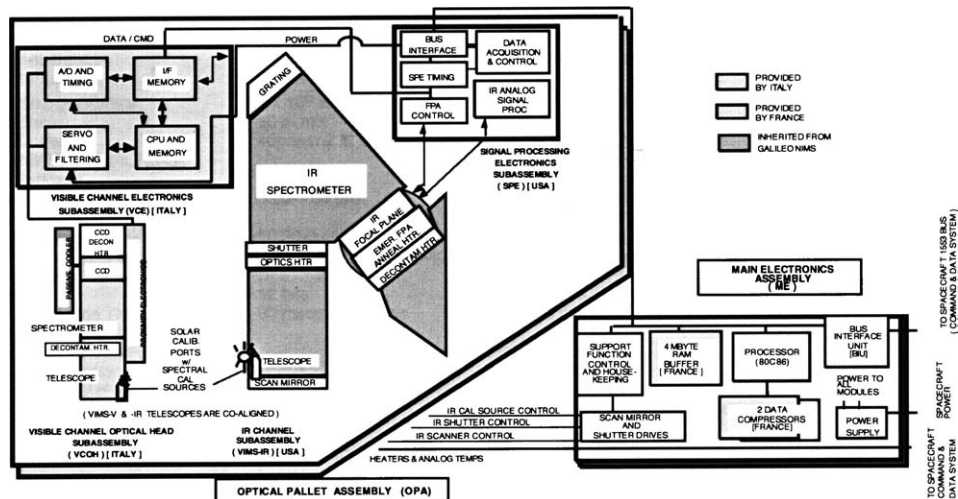 DATA / CMD
POWER
A/D AND
TIMING
I/F
MEMORY
SERVO
AND
FILTERING
CPU AND
MEMORY
VISIBLE CHANNEL ELECTRONICS
SUBASSEMBLY (VCE) [ ITALY ]
GRATING
IR
SPECTROMETER
BUS
INTERFACE
DATA
ACQUISITION
& CONTROL
SPE TIMING
IR ANALOG
SIGNAL
PROC
FPA
CONTROL
SIGNAL PROCESSING
ELECTRONICS
SUBASSEMBLY
( SPE ) [ USA ]
PROVIDED
BY ITALY
PROVIDED
BY FRANCE
INHERITED FROM
GALILEO NIMS
IR
FOCAL PLANE
EMER. FPA
ANNEAL HTR
DECONTAM HTR
SHUTTER
OPTICS HTR
TELESCOPE
SCAN MIRROR
PASSIVE COOLER
CCD
DECON
HTR
CCD
PROXIMITY ELECTRONICS
SPECTROMETER
DECONTAM. HTR.
TELESCOPE
SOLAR
CALIB.
PORTS
w/
SPECTRAL
CAL
SOURCES
( VIMS-V & -IR TELESCOPES ARE CO-ALIGNED )
VISIBLE CHANNEL OPTICAL HEAD
SUBASSEMBLY
( VCOH ) [ ITALY ]
IR CHANNEL
SUBASSEMBLY
( VIMS-IR ) [ USA ]
OPTICAL PALLET ASSEMBLY (OPA)
MAIN ELECTRONICS
ASSEMBLY
( ME )
SUPPORT
FUNCTION
CONTROL
AND HOUSE-
KEEPING
4 MBYTE
RAM
BUFFER
[ FRANCE ]
PROCESSOR
(80C86)
BUS
INTERFACE
UNIT
[BIU]
POWER TO
ALL
MODULES
SCAN MIRROR
AND
SHUTTER DRIVES
2 DATA
COMPRESSORS
[FRANCE]
POWER
SUPPLY
IR CAL SOURCE CONTROL
IR SHUTTER CONTROL
IR SCANNER CONTROL
HEATERS & ANALOG TEMPS
TO SPACECRAFT 1553 BUS
( COMMAND & DATA SYSTEM )
SPACECRAFT
POWER
TO SPACECRAFT
COMMAND &
DATA SYSTEM